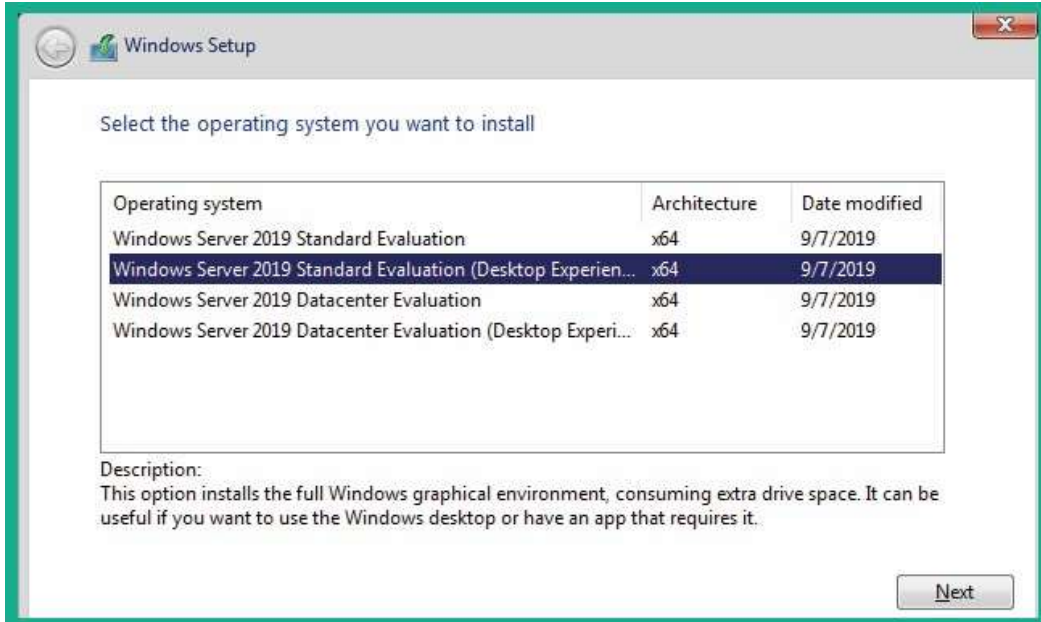 Windows Setup
Select the operating system you want to install
Operating system Architecture Date modified
Windows Server 2019 Standard Evaluation x64 9/7/2019
Windows Server 2019 Standard Evaluation (Desktop Experien... x64 9/7/2019
Windows Server 2019 Datacenter Evaluation x64 9/7/2019
Windows Server 2019 Datacenter Evaluation (Desktop Experi... x64 9/7/2019
Description:
This option installs the full Windows graphical environment, consuming extra drive space. It can be
useful if you want to use the Windows desktop or have an app that requires it.
Next